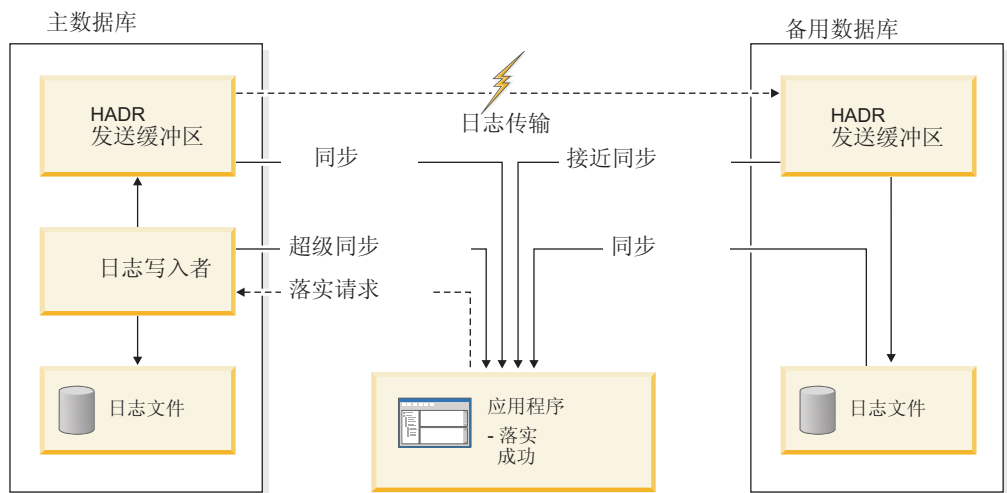 主数据库
备用数据库
HADR
发送缓冲区
日志传输
HADR
发送缓冲区
同步
接近同步
日志写入者
超级同步
同步
落实请求
日志文件
应用程序
- 落实
成功
日志文件